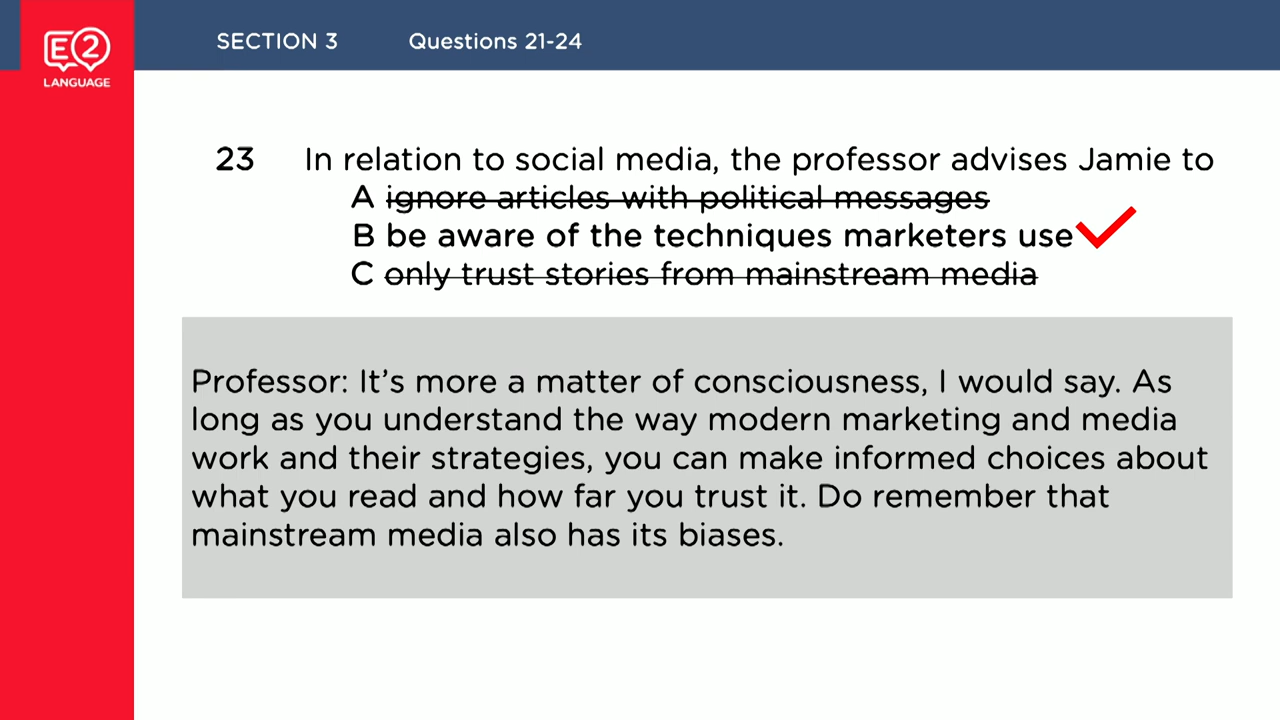 E2
LANGUAGE
SECTION 3 Questions 21-24
23 In relation to social media, the professor advises Jamie to
A ignore articles with political messages
B be aware of the techniques marketers use
C only trust stories from mainstream media
Professor: It's more a matter of consciousness, I would say. As
long as you understand the way modern marketing and media
work and their strategies, you can make informed choices about
what you read and how far you trust it. Do remember that
mainstream media also has its biases.